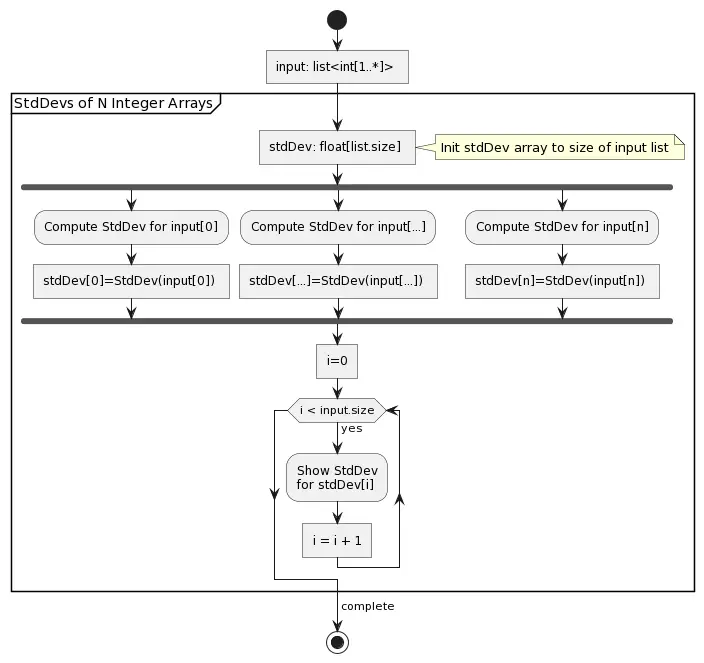 input: list<int[1..*]>
StdDevs of N Integer Arrays
stdDev: float[list.size]
Init stdDev array to size of input list
Compute StdDev for input[0]
Compute StdDev for input[...]
Compute StdDev for input[n]
stdDev[0]=StdDev(input[0])
stdDev[...]=StdDev(input[...])
stdDev[n]=StdDev(input[n])
i=0
i < input.size
yes
Show StdDev
for stdDev[i]
i = i + 1
complete